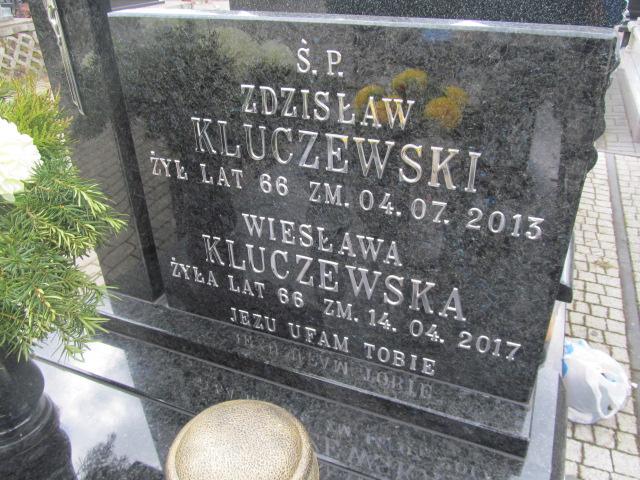 Ś. P.
ZDZISŁAW
KLUCZEWSKI
ŻYŁ LAT 66 ZM. 04. 07. 2013
WIESŁAWA
KLUCZEWSKA
ŻYŁA LAT 66 ZM. 14. 04. 2017
JEZU UFAM TOBIE